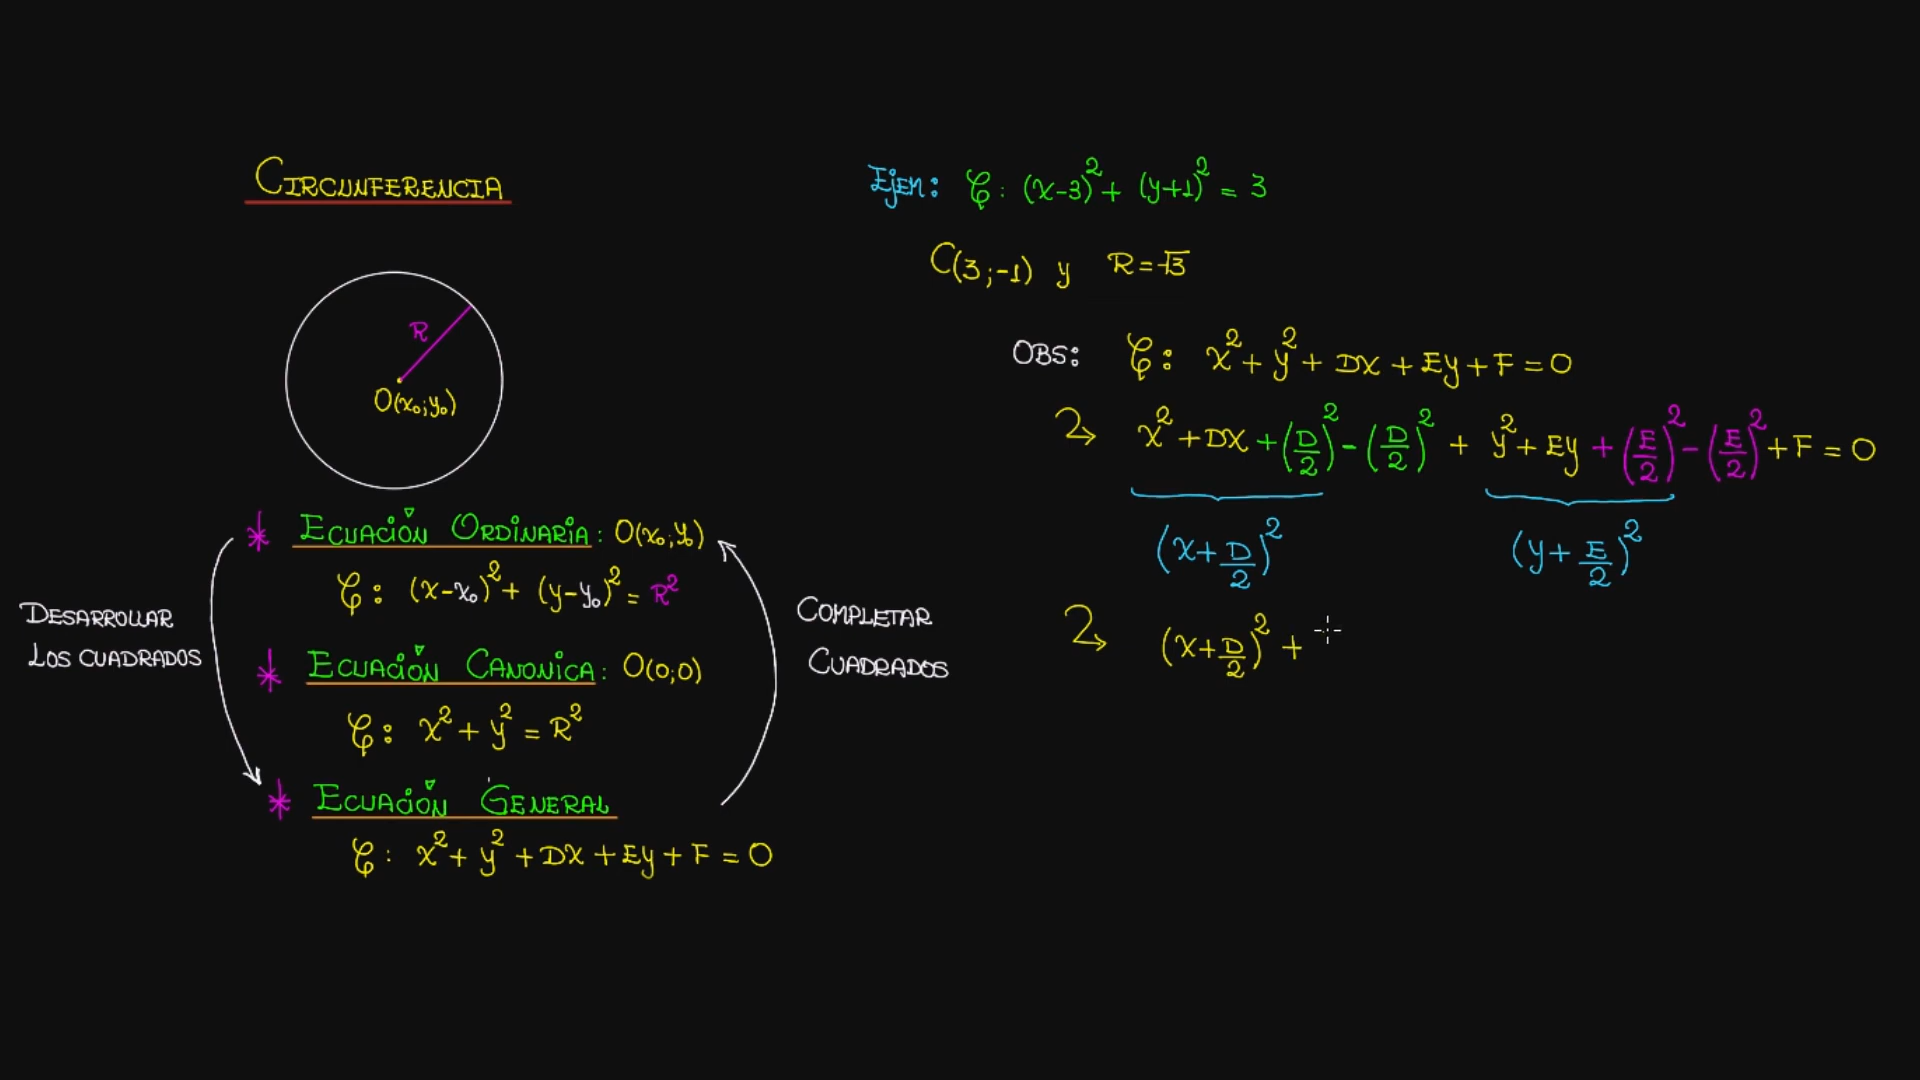 CIRCUNFERENCIA
R
O(x₀;y₀)
* ECUACIÓN ORDINARIA: O(x₀;y₀)
𝒞: (x-x₀)² + (y-y₀)² = R²
* ECUACIÓN CANONICA: O(0;0)
𝒞: x² + y² = R²
* ECUACIÓN GENERAL
𝒞: x² + y² + Dx + Ey + F = 0
DESARROLLAR
LOS CUADRADOS
COMPLETAR
CUADRADOS
Ejem: 𝒞: (x-3)² + (y+1)² = 3
C(3;-1) y R=√3
OBS: 𝒞: x² + y² + Dx + Ey + F = 0
x² + Dx + (D/2)² - (D/2)² + y² + Ey + (E/2)² - (E/2)² + F = 0
(x+D/2)² (y+E/2)²
(x+D/2)² +